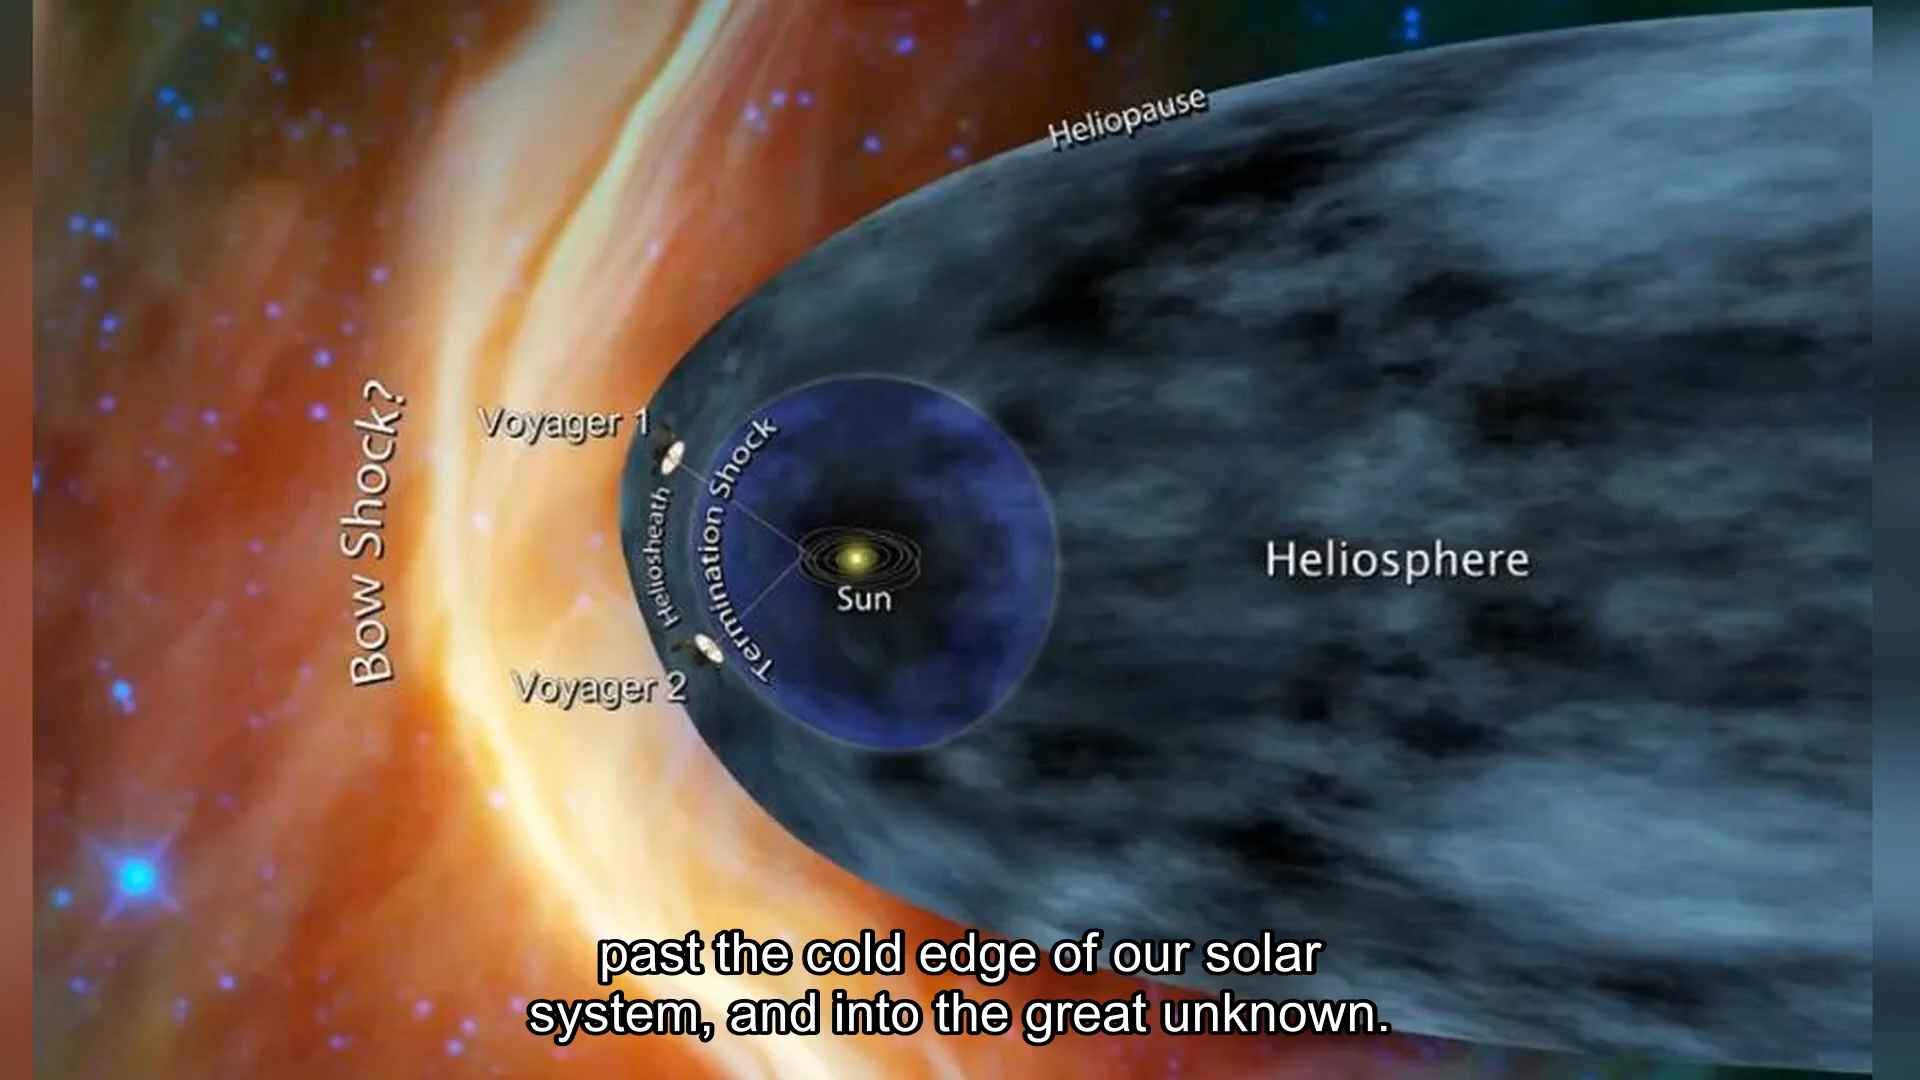 Heliopause
Voyager 1
Bow Shock?
Heliosheath
Termination Shock
Sun
Heliosphere
Voyager 2
past the cold edge of our solar
system, and into the great unknown.